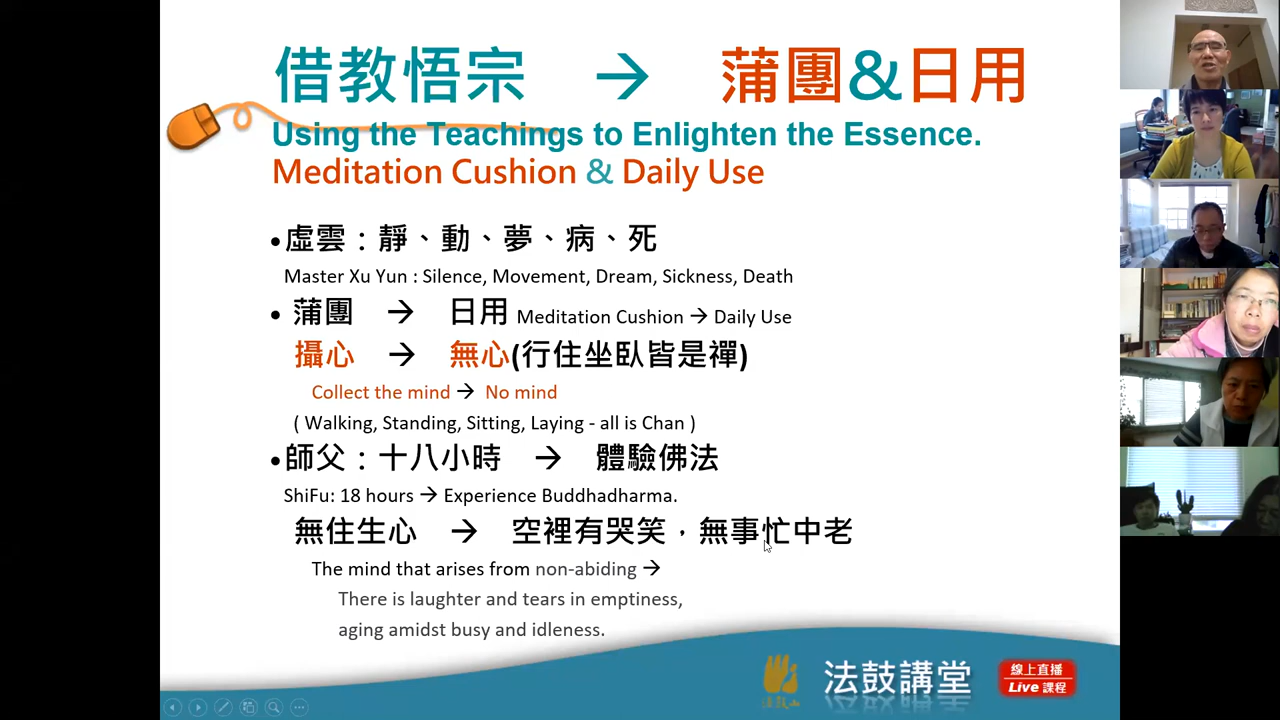 借教悟宗 → 蒲團&日用
Using the Teachings to Enlighten the Essence.
Meditation Cushion & Daily Use
•虛雲：靜、動、夢、病、死
Master Xu Yun : Silence, Movement, Dream, Sickness, Death
• 蒲團 → 日用 Meditation Cushion → Daily Use
攝心 → 無心(行住坐臥皆是禪)
Collect the mind → No mind
( Walking, Standing, Sitting, Laying - all is Chan )
•師父：十八小時 → 體驗佛法
ShiFu: 18 hours → Experience Buddhadharma.
無住生心 → 空裡有哭笑，無事忙中老
The mind that arises from non-abiding →
There is laughter and tears in emptiness,
aging amidst busy and idleness.
法鼓山
法鼓講堂
線上直播
Live 課程